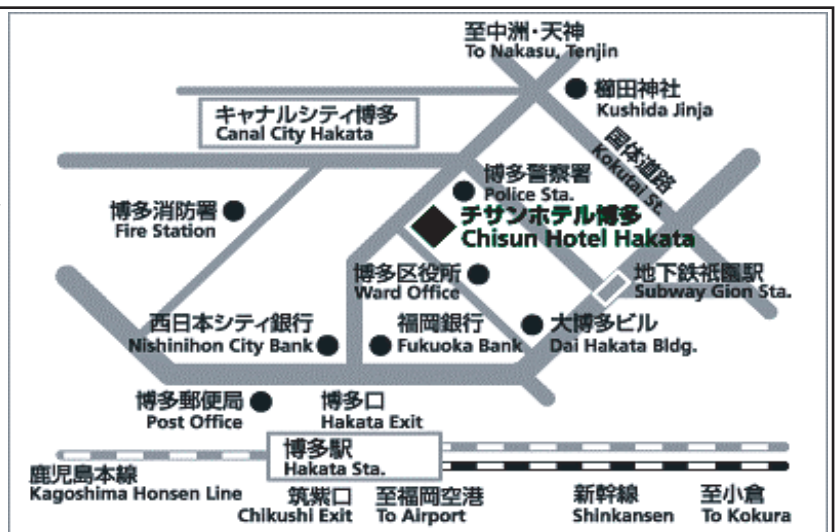 至中洲・天神
To Nakasu, Tenjin
櫛田神社
Kushida Jinja
キャナルシティ博多
Canal City Hakata
国体道路
Kokutai St.
博多警察署
Police Sta.
博多消防署
Fire Station
チサンホテル博多
Chisun Hotel Hakata
博多区役所
Ward Office
地下鉄祇園駅
Subway Gion Sta.
西日本シティ銀行
Nishinihon City Bank
福岡銀行
Fukuoka Bank
大博多ビル
Dai Hakata Bldg.
博多郵便局
Post Office
博多口
Hakata Exit
博多駅
Hakata Sta.
鹿児島本線
Kagoshima Honsen Line
筑紫口
Chikushi Exit
至福岡空港
To Airport
新幹線
Shinkansen
至小倉
To Kokura